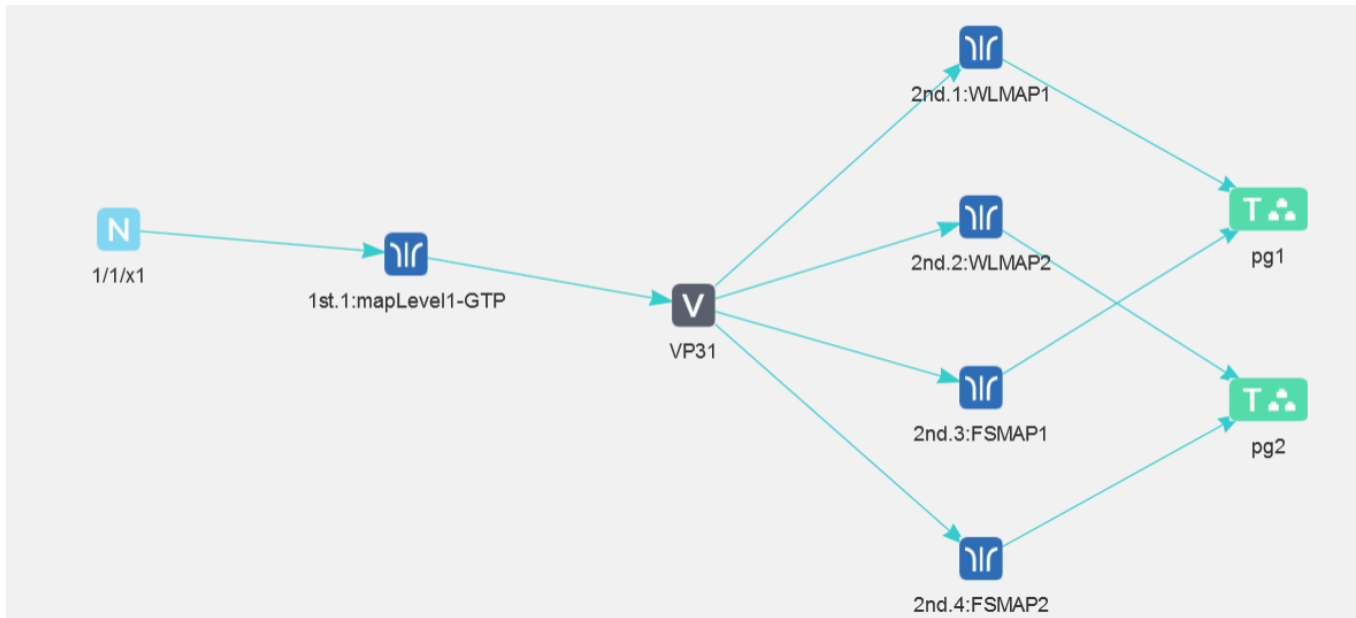 2nd.1:WLMAP1
N
1/1/x1
1st.1:mapLevel1-GTP
V
VP31
2nd.2:WLMAP2
T
pg1
2nd.3:FSMAP1
T
pg2
2nd.4:FSMAP2